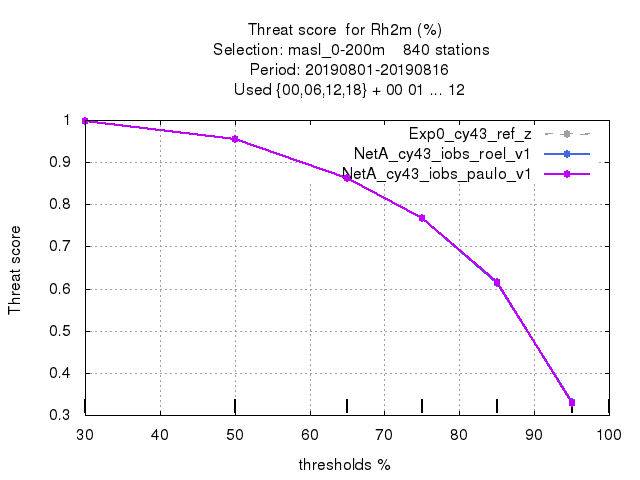 Threat score  for Rh2m (%)
Selection: masl_0-200m    840 stations
Period: 20190801-20190816
Used {00,06,12,18} + 00 01 ... 12
Exp0_cy43_ref_z
NetA_cy43_iobs_roel_v1
NetA_cy43_iobs_paulo_v1
Threat score
1
0.9
0.8
0.7
0.6
0.5
0.4
0.3
30 40 50 60 70 80 90 100
thresholds %